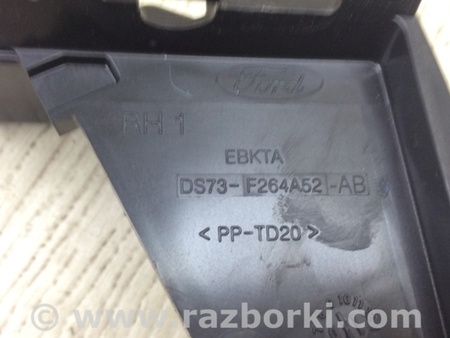 Ford
RH 1
EBKTA
DS73-F264A52-AB
< PP-TD20 >
www.razborki.com